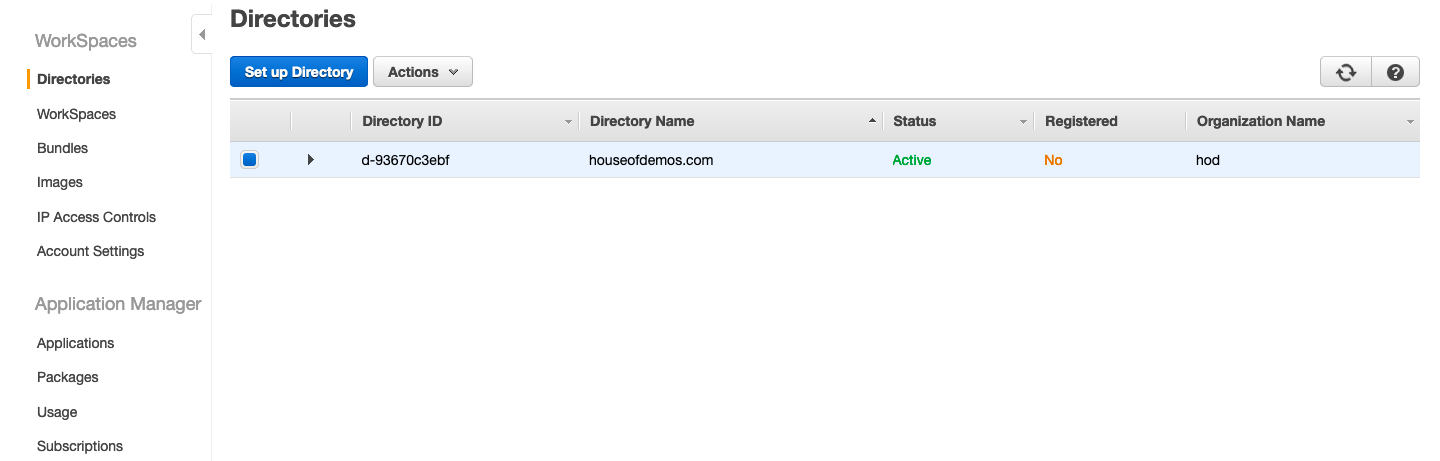 Directories
WorkSpaces
Directories
WorkSpaces
Bundles
Images
IP Access Controls
Account Settings
Application Manager
Applications
Packages
Usage
Subscriptions
Set up Directory Actions
Directory ID Directory Name Status Registered Organization Name
d-93670c3ebf houseofdemos.com Active No hod